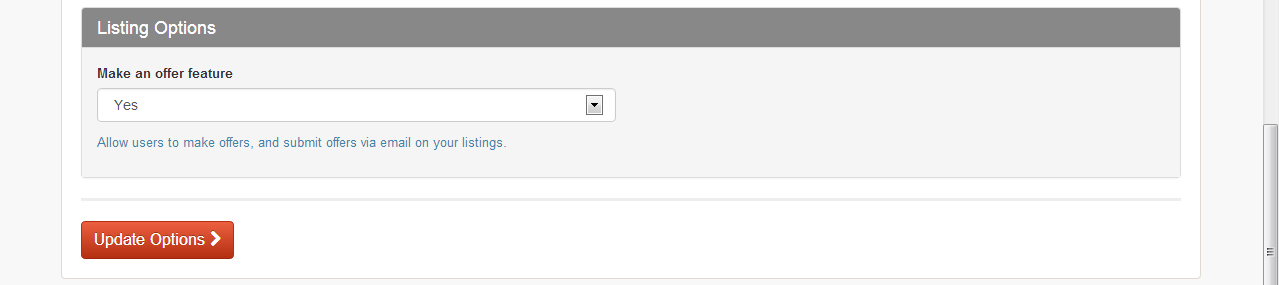 Listing Options
Make an offer feature
Yes
Allow users to make offers, and submit offers via email on your listings.
Update Options